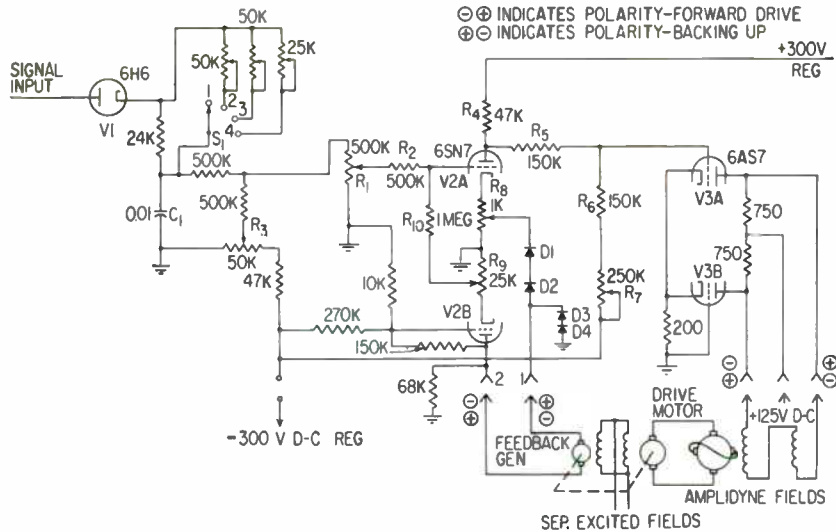 ⊖⊕ INDICATES POLARITY-FORWARD DRIVE
⊕⊖ INDICATES POLARITY-BACKING UP
+300V
REG
50K
50K
25K
SIGNAL
INPUT
6H6
V1
1
2
3
4
S1
24K
500K
0.01
C1
500K
R3
50K
47K
500K
R1
R2
500K
6SN7
V2A
R4
47K
R5
150K
R8
1K
R10
1 MEG
R9
25K
V2B
10K
270K
150K
68K
D1
D2
D3
D4
R6
150K
250K
R7
6AS7
V3A
750
750
V3B
200
2
1
⊖
⊕
⊕
⊖
⊖
⊕
⊕
⊖
-300 V D-C REG
FEEDBACK
GEN
DRIVE
MOTOR
+125V D-C
AMPLIDYNE FIELDS
SEP. EXCITED FIELDS